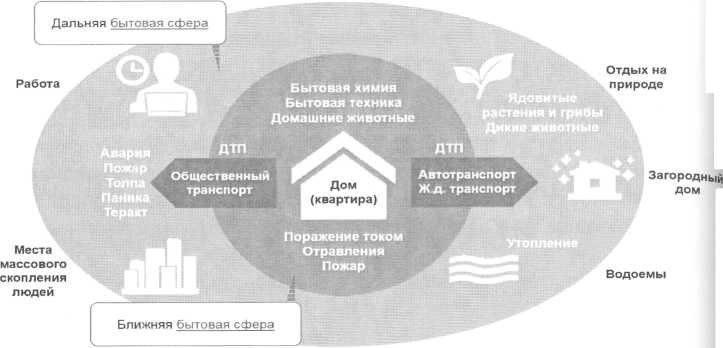 Дальняя бытовая сфера
Работа
Отдых на
природе
Бытовая химия
Бытовая техника
Домашние животные
Ядовитые
растения и грибы
Дикие животные
ДТП
ДТП
Авария
Пожар
Толпа
Паника
Теракт
Общественный
транспорт
Дом
(квартира)
Автотранспорт
Ж.д. транспорт
Загородный
дом
Поражение током
Отравления
Пожар
Утопление
Места
массового
скопления
людей
Водоемы
Ближняя бытовая сфера